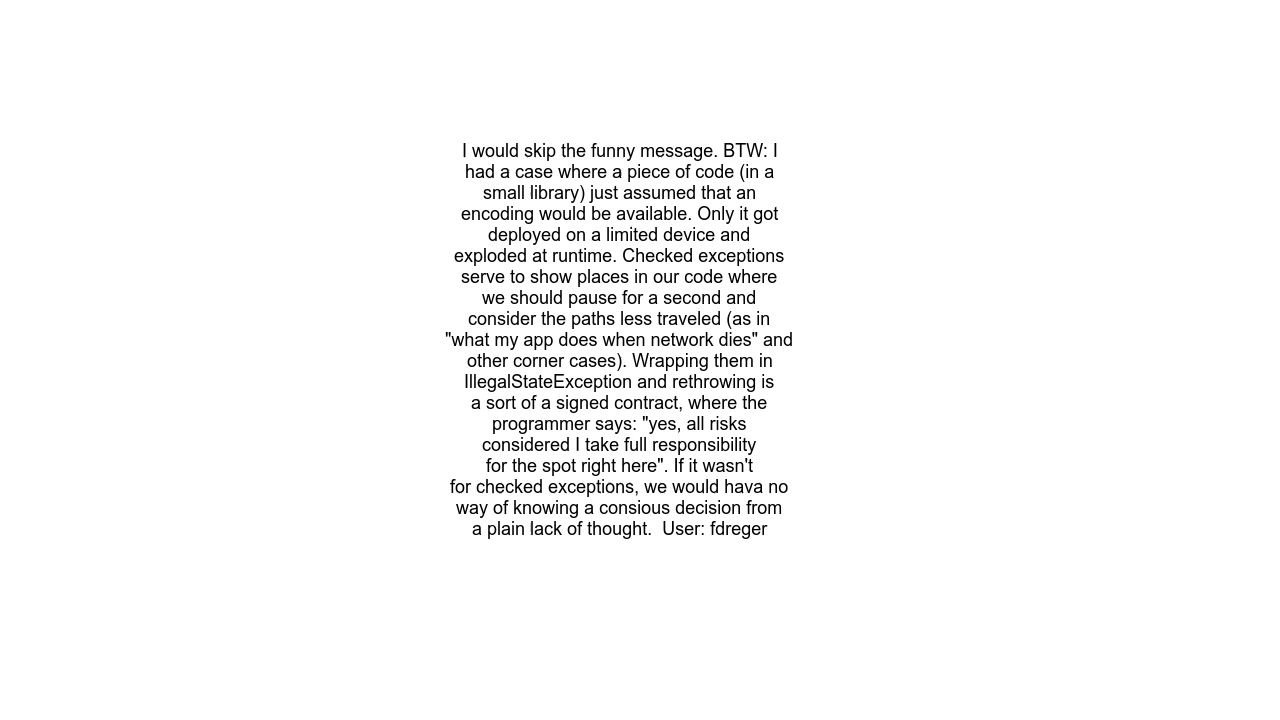 I would skip the funny message. BTW: I
had a case where a piece of code (in a
small library) just assumed that an
encoding would be available. Only it got
deployed on a limited device and
exploded at runtime. Checked exceptions
serve to show places in our code where
we should pause for a second and
consider the paths less traveled (as in
"what my app does when network dies" and
other corner cases). Wrapping them in
IllegalStateException and rethrowing is
a sort of a signed contract, where the
programmer says: "yes, all risks
considered I take full responsibility
for the spot right here". If it wasn't
for checked exceptions, we would hava no
way of knowing a consious decision from
a plain lack of thought.  User: fdreger